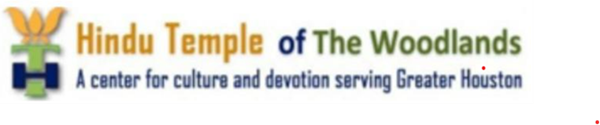 Hindu Temple of The Woodlands
A center for culture and devotion serving Greater Houston